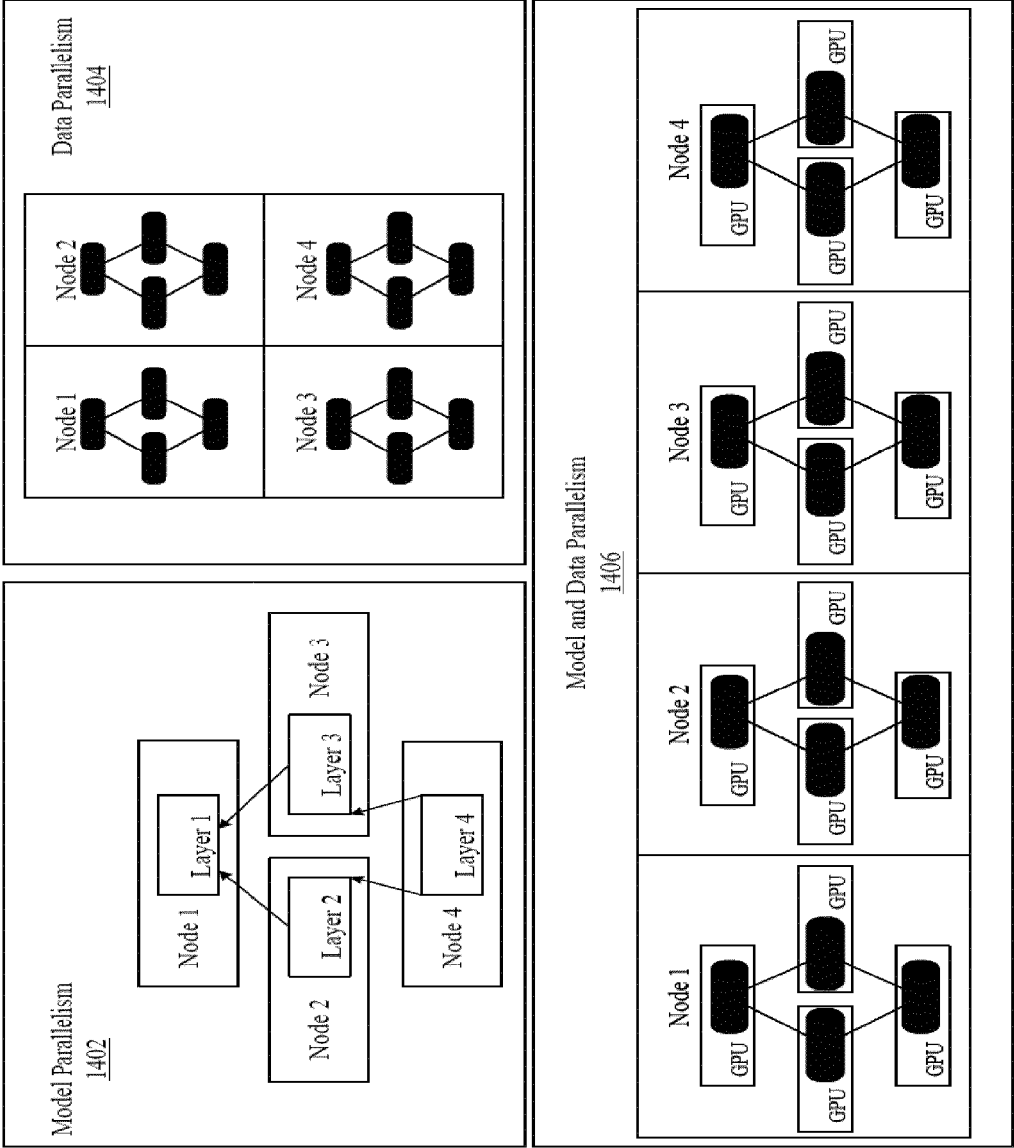 Model Parallelism
1402
Node 1
Layer 1
Node 2
Layer 2
Node 3
Layer 3
Node 4
Layer 4
Data Parallelism
1404
Node 1
Node 2
Node 3
Node 4
Model and Data Parallelism
1406
Node 1
GPU
GPU
GPU
GPU
Node 2
GPU
GPU
GPU
GPU
Node 3
GPU
GPU
GPU
GPU
Node 4
GPU
GPU
GPU
GPU